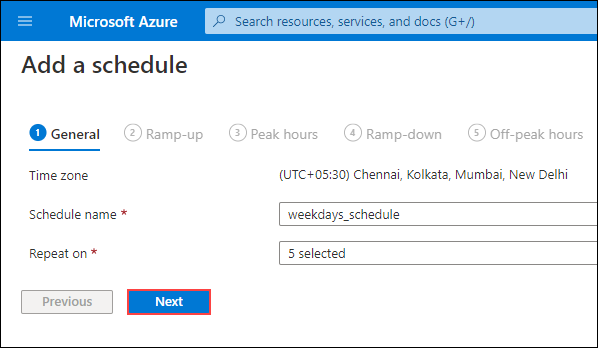 Microsoft Azure
Search resources, services, and docs (G+/)
Add a schedule
1 General 2 Ramp-up 3 Peak hours 4 Ramp-down 5 Off-peak hours
Time zone (UTC+05:30) Chennai, Kolkata, Mumbai, New Delhi
Schedule name * weekdays_schedule
Repeat on * 5 selected
Previous Next